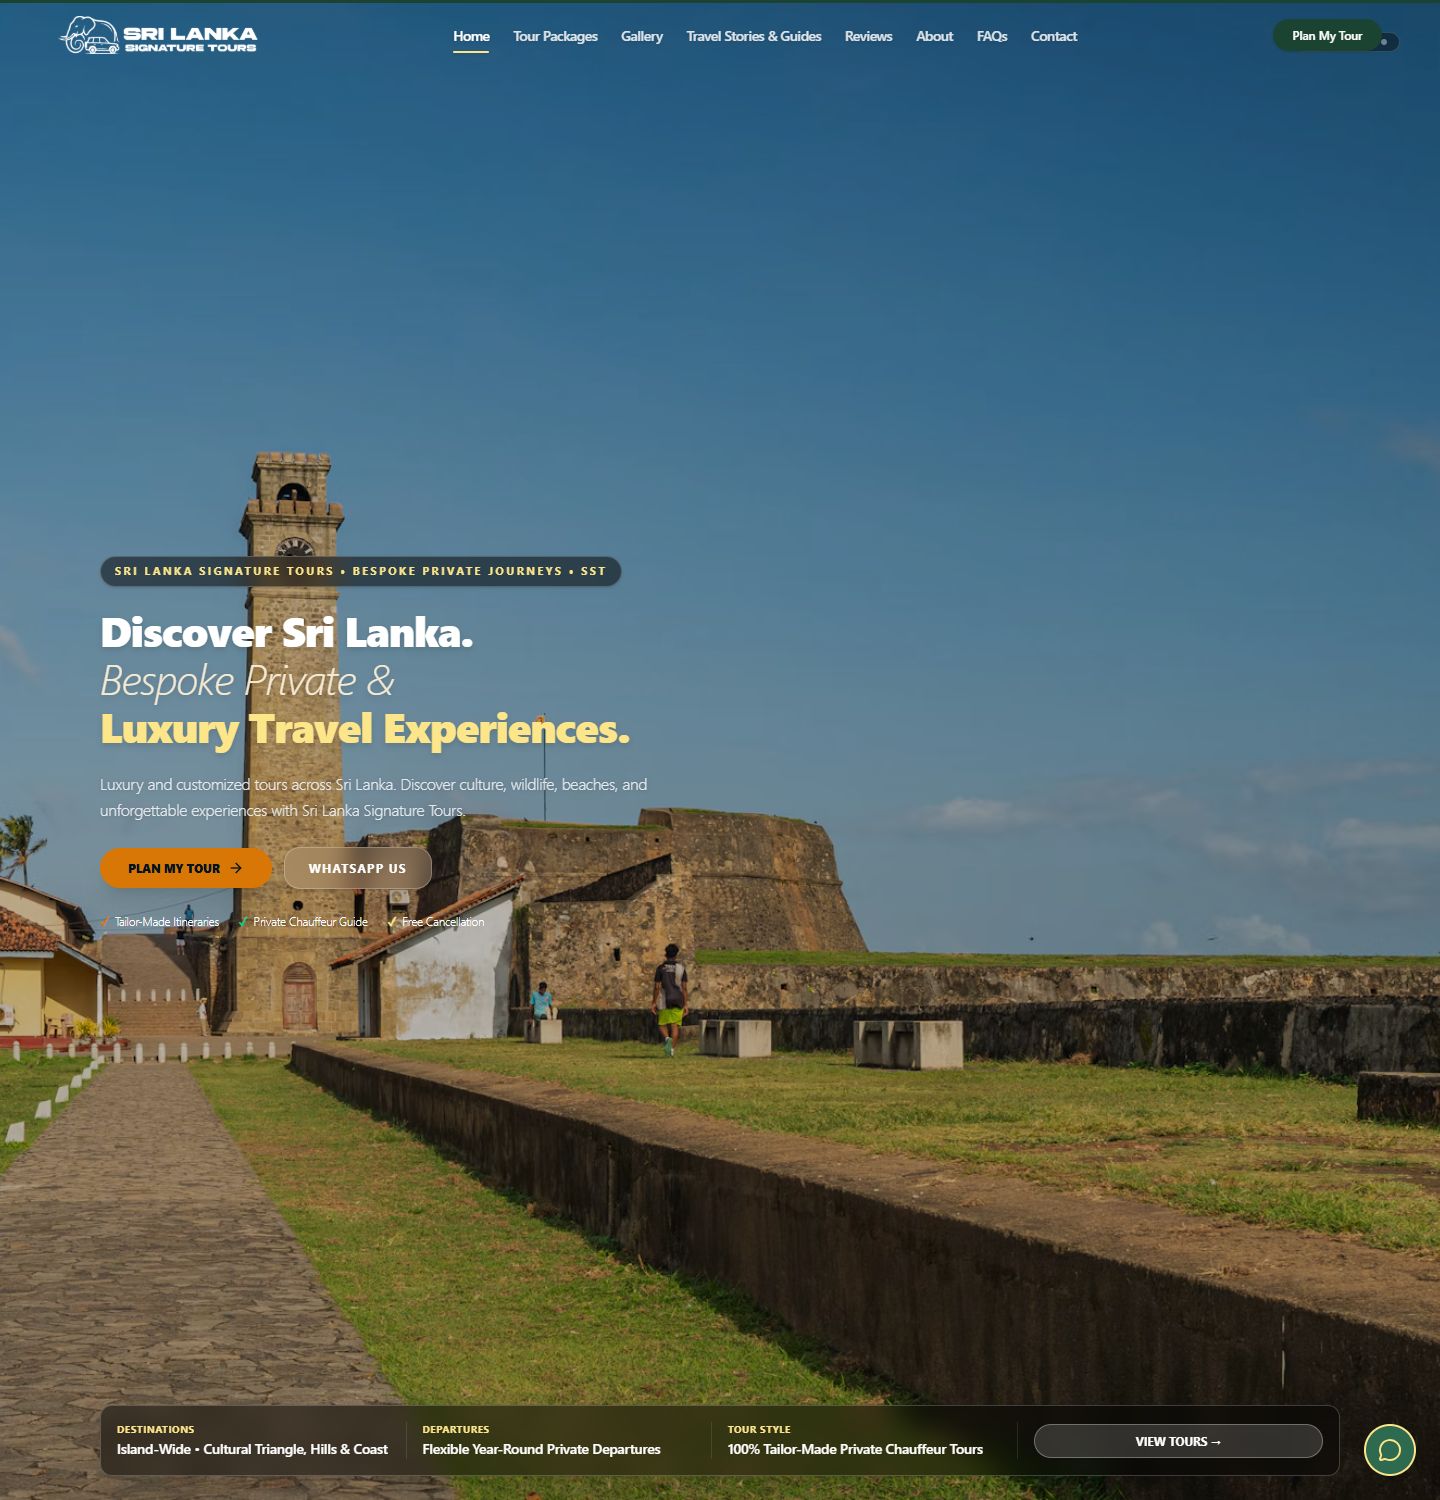 SRI LANKA
SIGNATURE TOURS
Home Tour Packages Gallery Travel Stories & Guides Reviews About FAQs Contact
Plan My Tour
SRI LANKA SIGNATURE TOURS • BESPOKE PRIVATE JOURNEYS • SST
Discover Sri Lanka.
Bespoke Private &
Luxury Travel Experiences.
Luxury and customized tours across Sri Lanka. Discover culture, wildlife, beaches, and
unforgettable experiences with Sri Lanka Signature Tours.
PLAN MY TOUR → WHATSAPP US
✓ Tailor-Made Itineraries ✓ Private Chauffeur Guide ✓ Free Cancellation
DESTINATIONS
Island-Wide • Cultural Triangle, Hills & Coast
DEPARTURES
Flexible Year-Round Private Departures
TOUR STYLE
100% Tailor-Made Private Chauffeur Tours
VIEW TOURS →